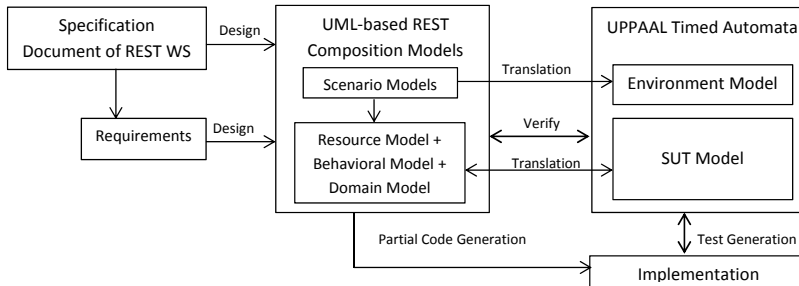 Specification
Document of REST WS
Design
UML-based REST
Composition Models
UPPAAL Timed Automata
Scenario Models
Translation
Environment Model
Requirements
Design
Verify
Resource Model +
Behavioral Model +
Domain Model
Translation
SUT Model
Partial Code Generation
Test Generation
Implementation